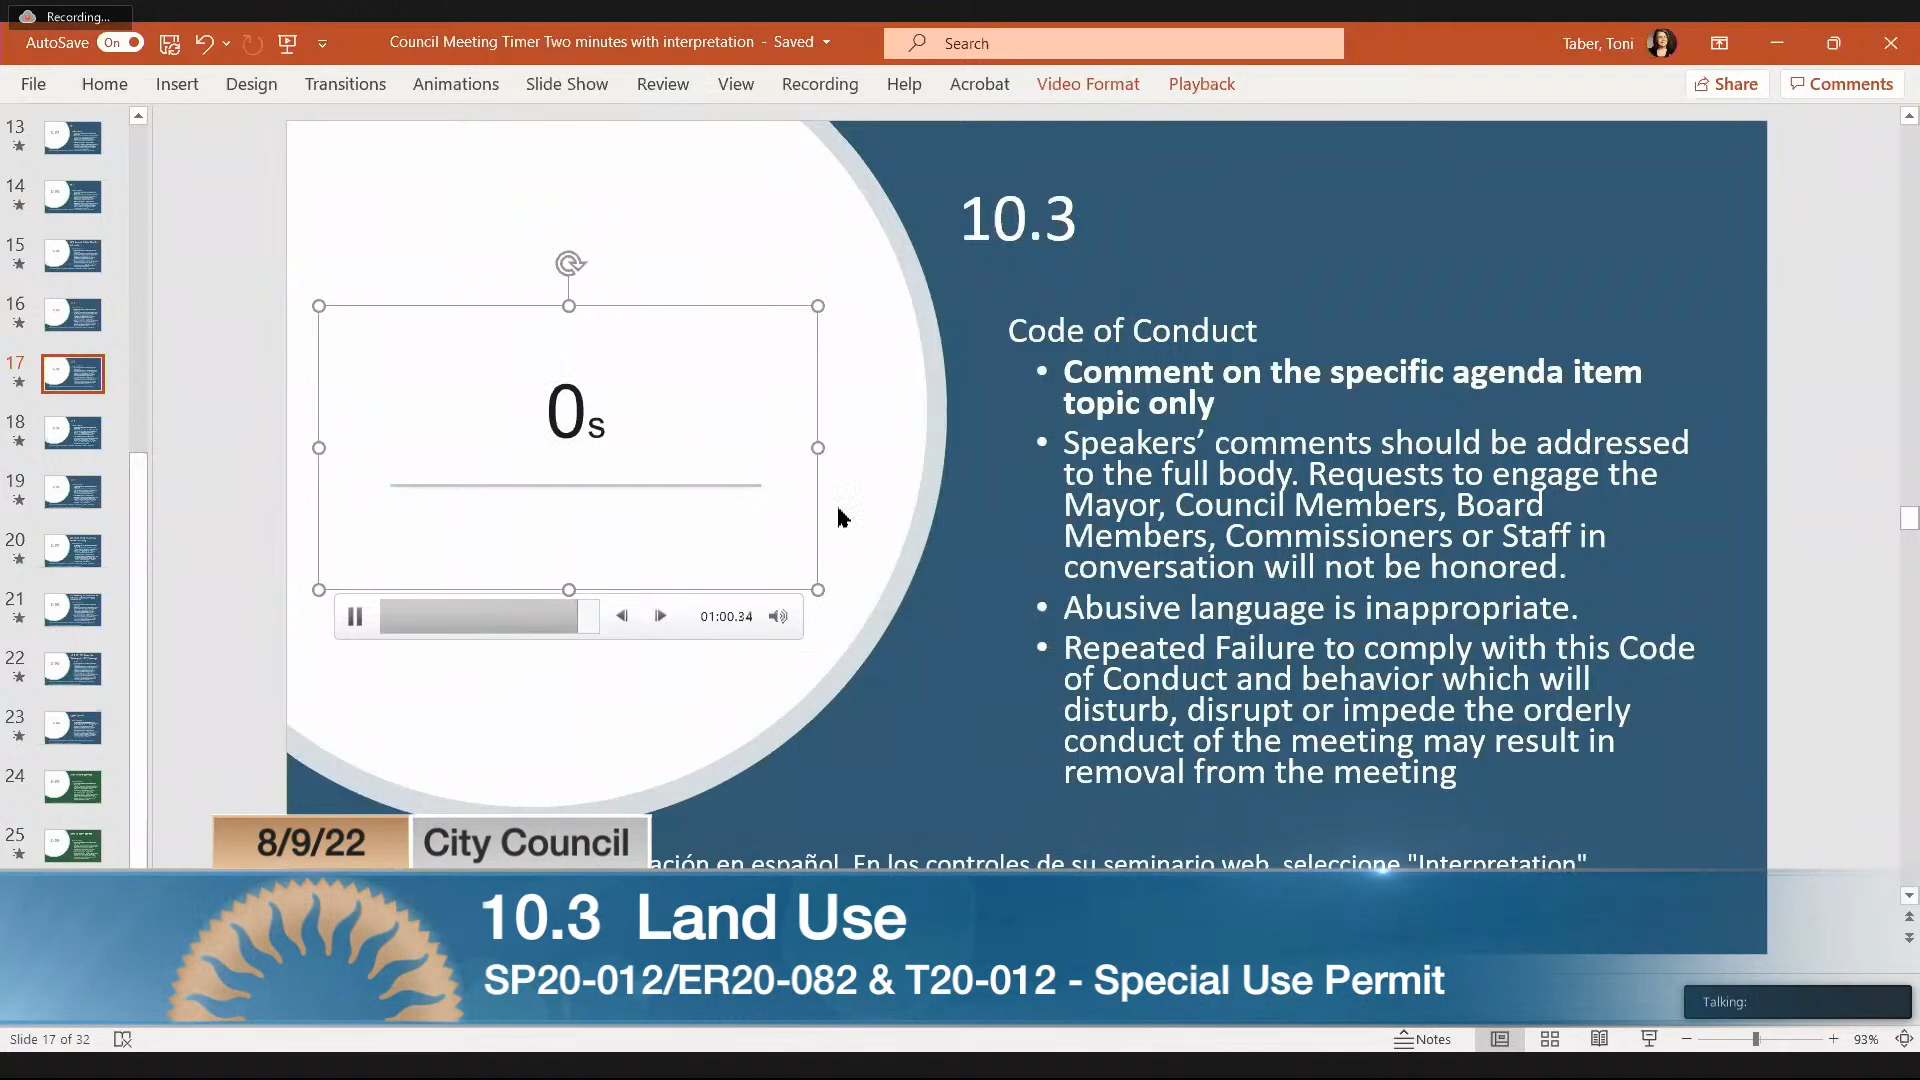 Recording...
AutoSave On Council Meeting Timer Two minutes with interpretation - Saved Search Taber, Toni
File Home Insert Design Transitions Animations Slide Show Review View Recording Help Acrobat Video Format Playback Share Comments
13
14
15
16
17
18
19
20
21
22
23
24
25
10.3
0s
01:00.34
Code of Conduct
• Comment on the specific agenda item
topic only
• Speakers’ comments should be addressed
to the full body. Requests to engage the
Mayor, Council Members, Board
Members, Commissioners or Staff in
conversation will not be honored.
• Abusive language is inappropriate.
• Repeated Failure to comply with this Code
of Conduct and behavior which will
disturb, disrupt or impede the orderly
conduct of the meeting may result in
removal from the meeting
ación en español. En los controles de su seminario web, seleccione "Interpretation"
8/9/22 City Council
10.3 Land Use
SP20-012/ER20-082 & T20-012 - Special Use Permit
Talking:
Slide 17 of 32 Notes 93%